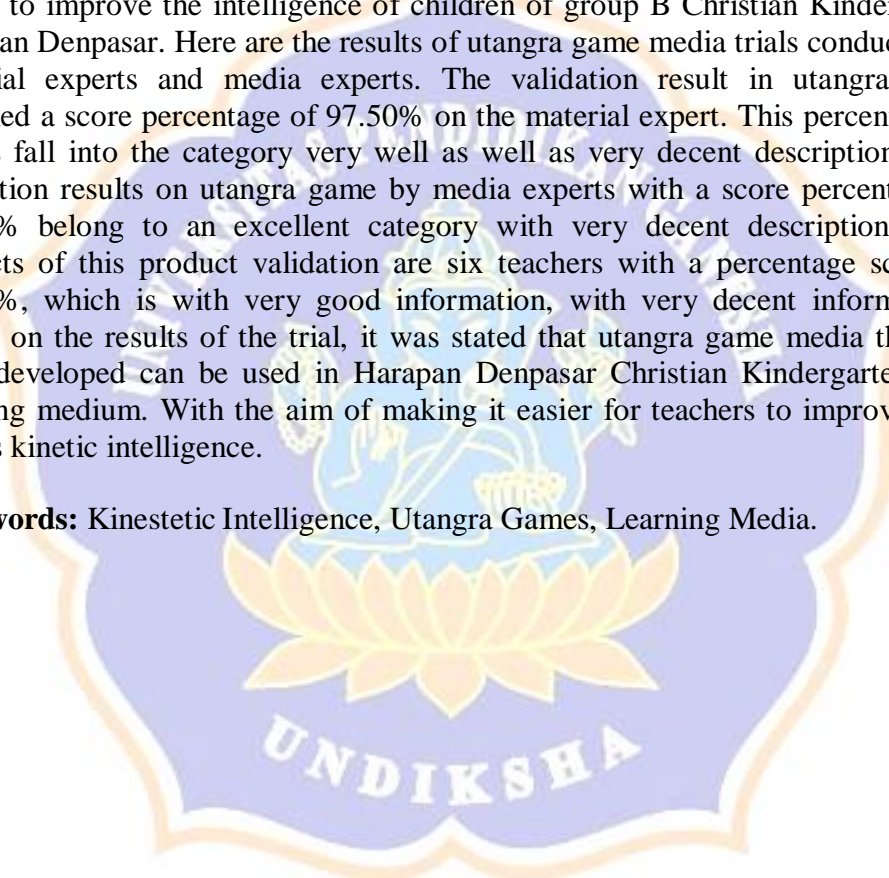 to improve the intelligence of children of group B Christian Kinder
an Denpasar. Here are the results of utangra game media trials conduc
ial experts and media experts. The validation result in utangra
ed a score percentage of 97.50% on the material expert. This percen
fall into the category very well as well as very decent description
tion results on utangra game by media experts with a score percent
% belong to an excellent category with very decent description
cts of this product validation are six teachers with a percentage sc
%, which is with very good information, with very decent inform
on the results of the trial, it was stated that utangra game media th
developed can be used in Harapan Denpasar Christian Kindergarte
ng medium. With the aim of making it easier for teachers to improv
s kinetic intelligence.
words: Kinestetic Intelligence, Utangra Games, Learning Media.
UNIVERSITAS PENDIDIKAN GANESHA
UNDIKSHA